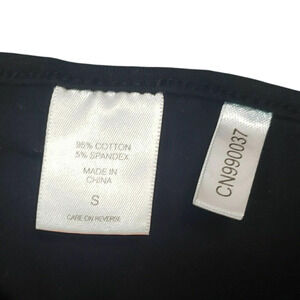 95% COTTON
5% SPANDEX
MADE IN
CHINA
S
CARE ON REVERSE
CN990037